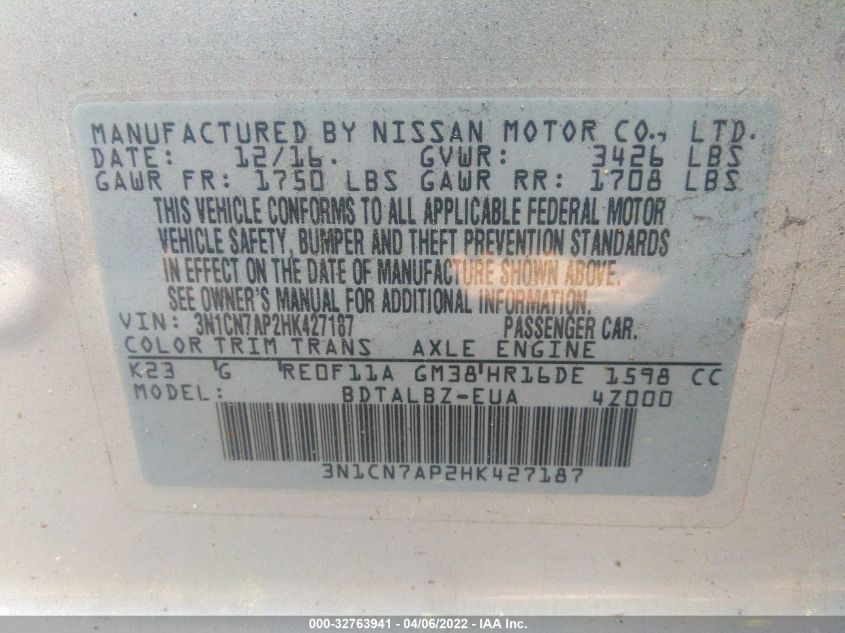 MANUFACTURED BY NISSAN MOTOR CO., LTD.
DATE: 12/16. GVWR: 3426 LBS
GAWR FR: 1750 LBS GAWR RR: 1708 LBS
THIS VEHICLE CONFORMS TO ALL APPLICABLE FEDERAL MOTOR
VEHICLE SAFETY, BUMPER AND THEFT PREVENTION STANDARDS
IN EFFECT ON THE DATE OF MANUFACTURE SHOWN ABOVE.
SEE OWNER'S MANUAL FOR ADDITIONAL INFORMATION.
VIN: 3N1CN7AP2HK427187 PASSENGER CAR.
COLOR TRIM TRANS AXLE ENGINE
K23 G RE0F11A GM38 HR16DE 1598 CC
MODEL: BDTALBZ-EUA 4Z000
3N1CN7AP2HK427187
000-32763941 - 04/06/2022 - IAA Inc.